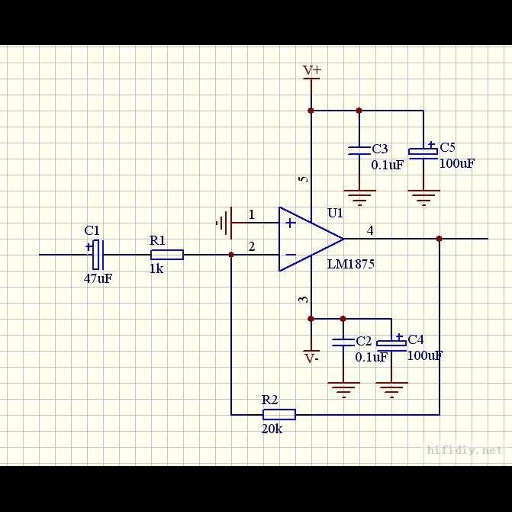 V+
C3
0.1uF
C5
100uF
5
1
U1
4
C1
R1
2
47uF
1k
LM1875
3
C2
0.1uF
C4
100uF
V-
R2
20k
hifidiy.net